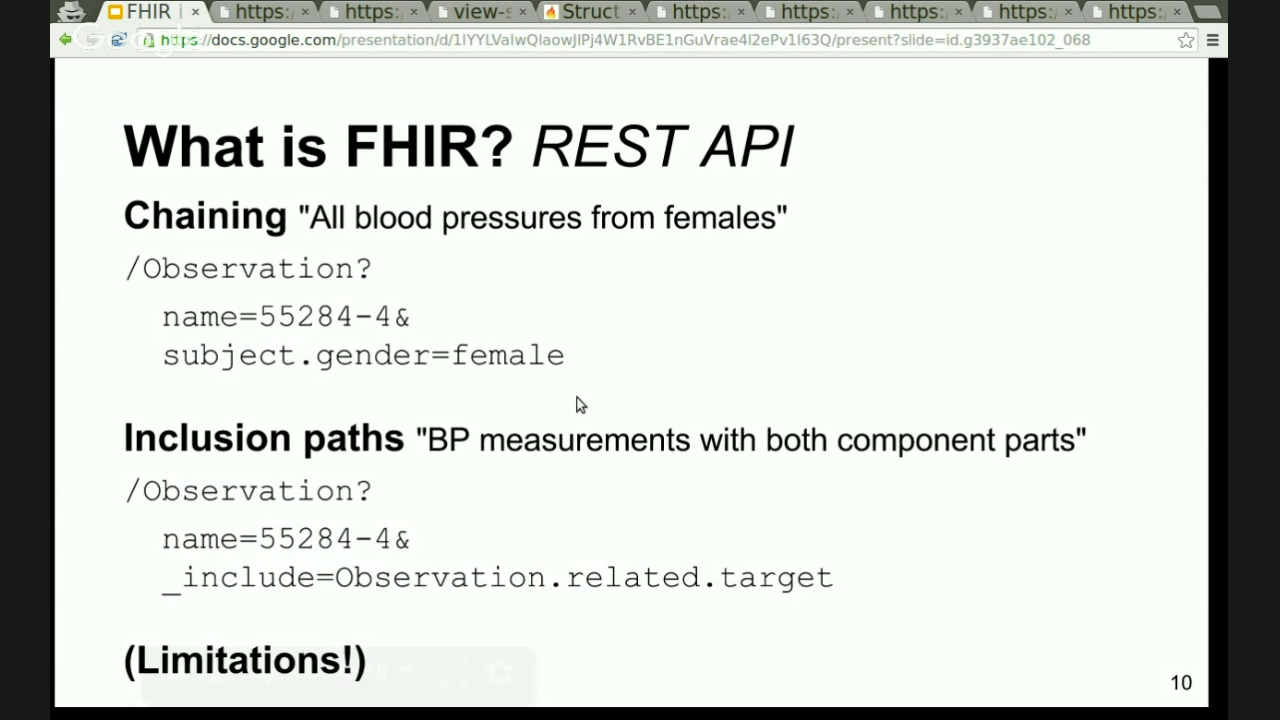 FHIR i
https:/
https:/
view-s
Struct
https:/
https:/
https:/
https:/
https:/
https://docs.google.com/presentation/d/1IYYLVaIwQIaowJIPj4W1RvBE1nGuVrae4I2ePv1I63Q/present?slide=id.g3937ae102_068
What is FHIR? REST API
Chaining "All blood pressures from females"
/Observation?
name=55284-4&
subject.gender=female
Inclusion paths "BP measurements with both component parts"
/Observation?
name=55284-4&
_include=Observation.related.target
(Limitations!)
10